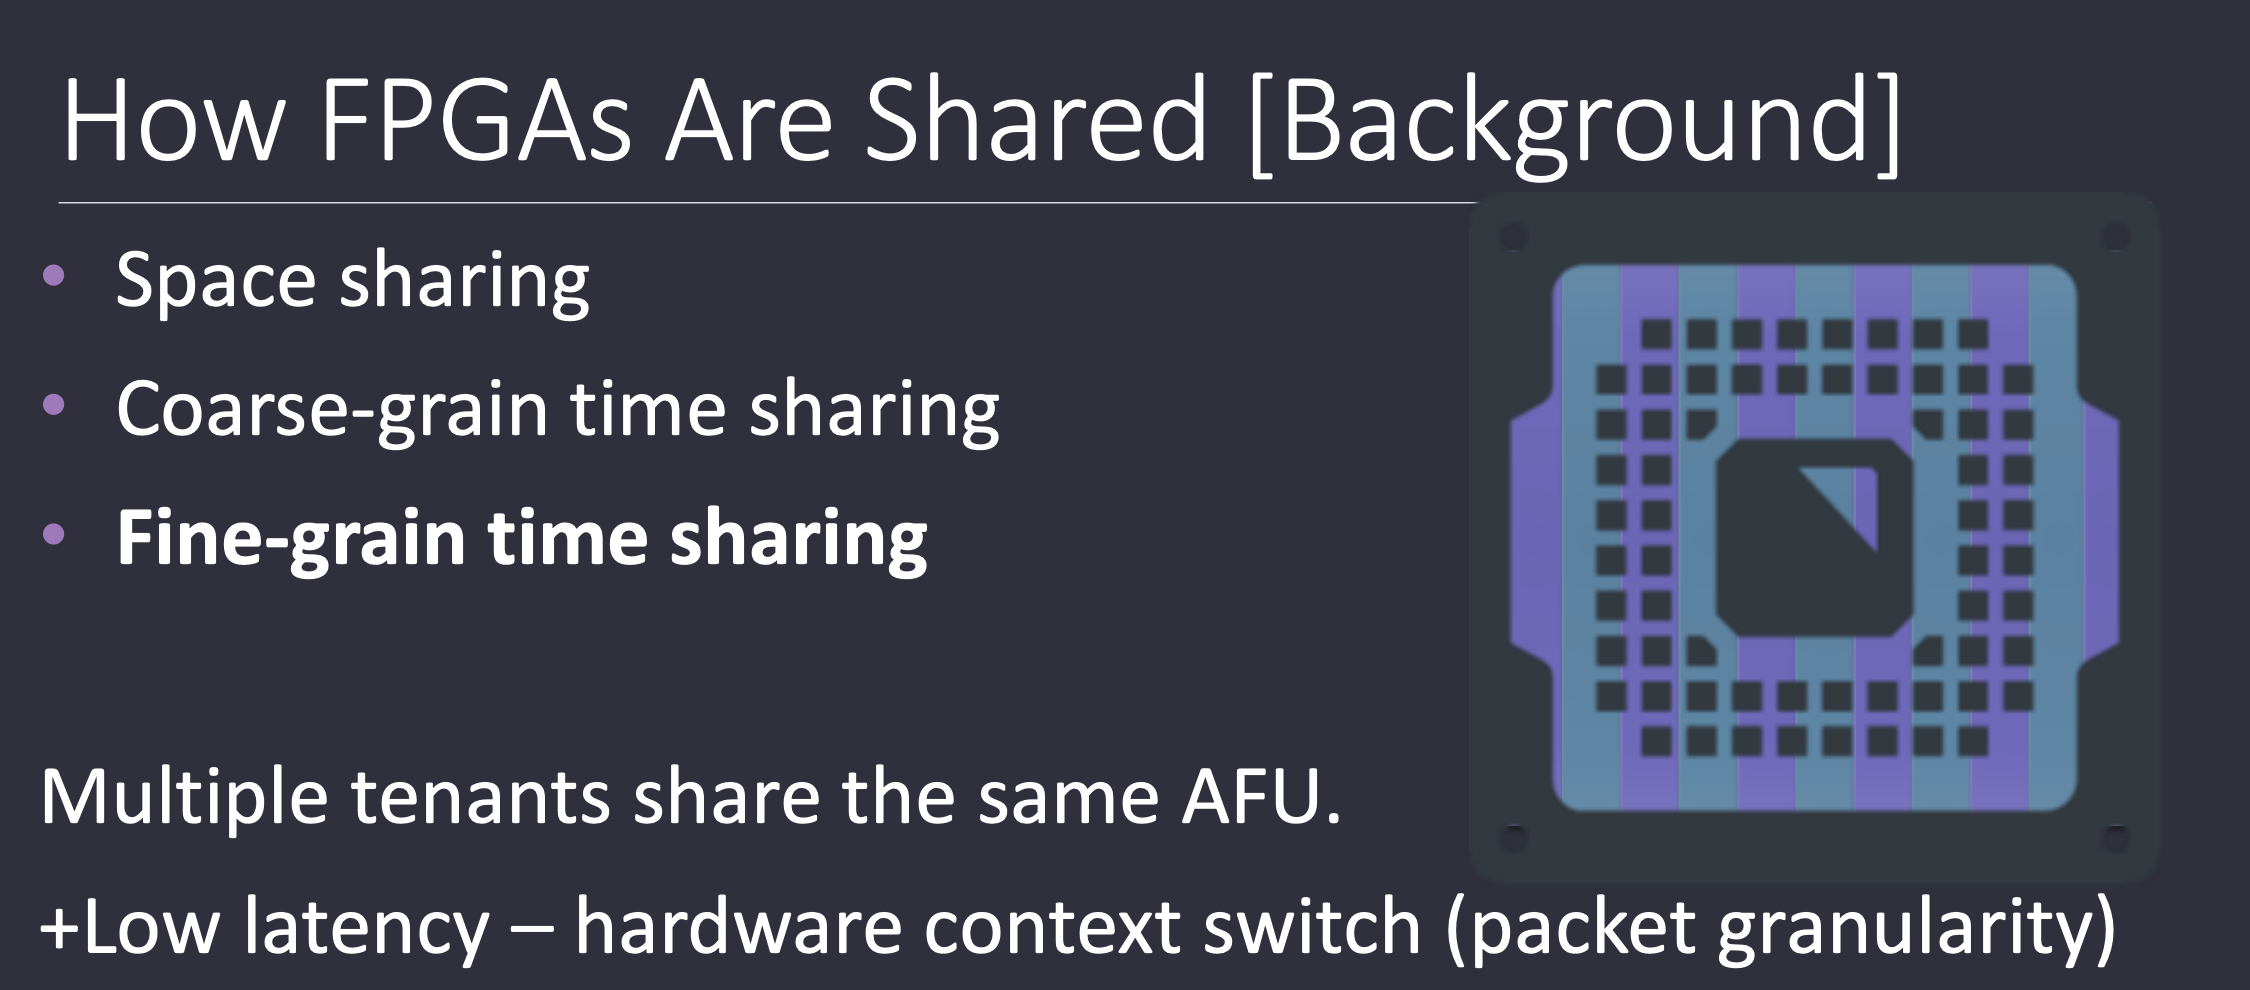 How FPGAs Are Shared [Background]
• Space sharing
• Coarse-grain time sharing
• Fine-grain time sharing
Multiple tenants share the same AFU.
+Low latency – hardware context switch (packet granularity)